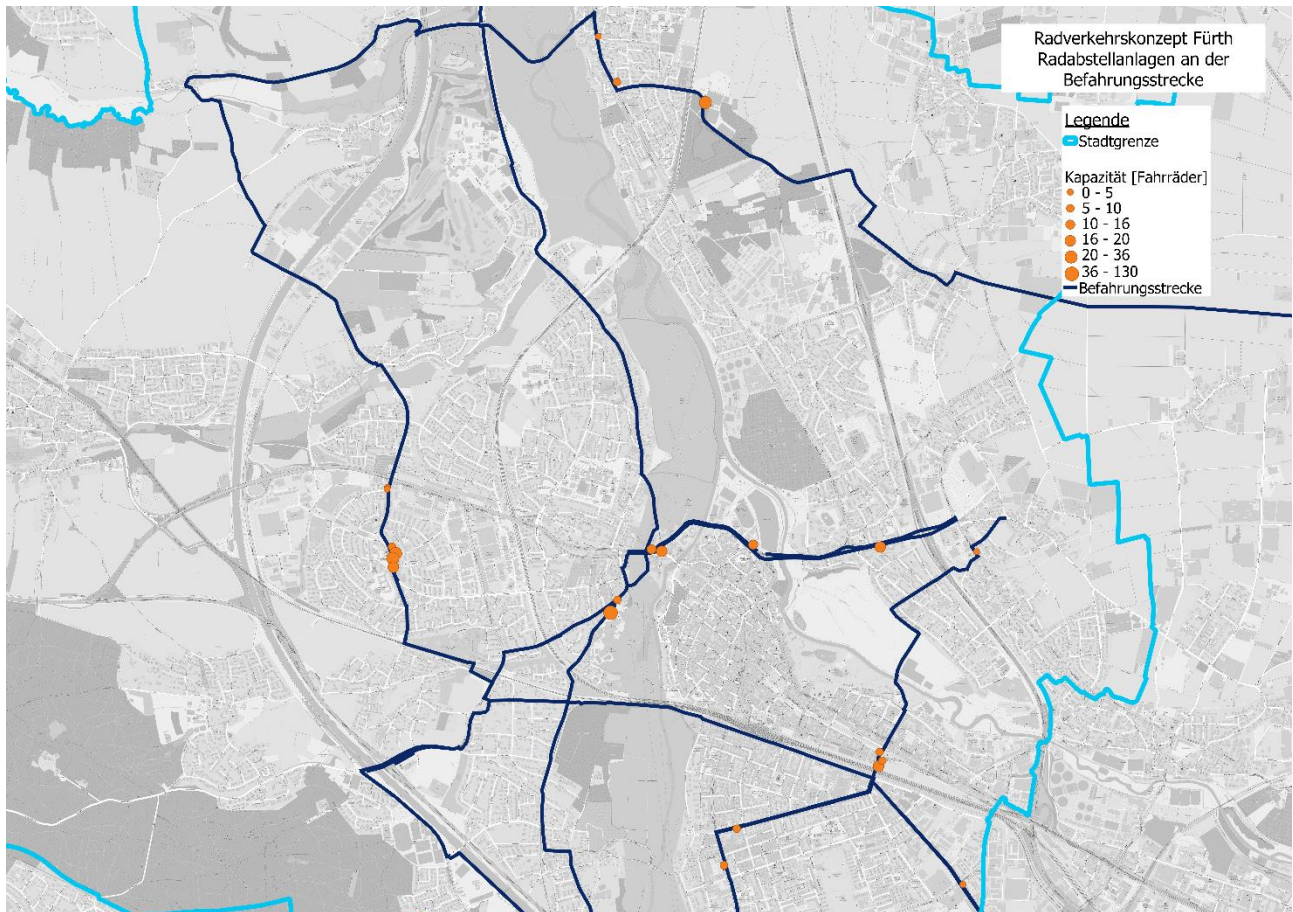 Radverkehrskonzept Fürth
Radabstellanlagen an der
Befahrungsstrecke
Legende
Stadtgrenze
Kapazität [Fahrräder]
0 - 5
5 - 10
10 - 16
16 - 20
20 - 36
36 - 130
Befahrungsstrecke